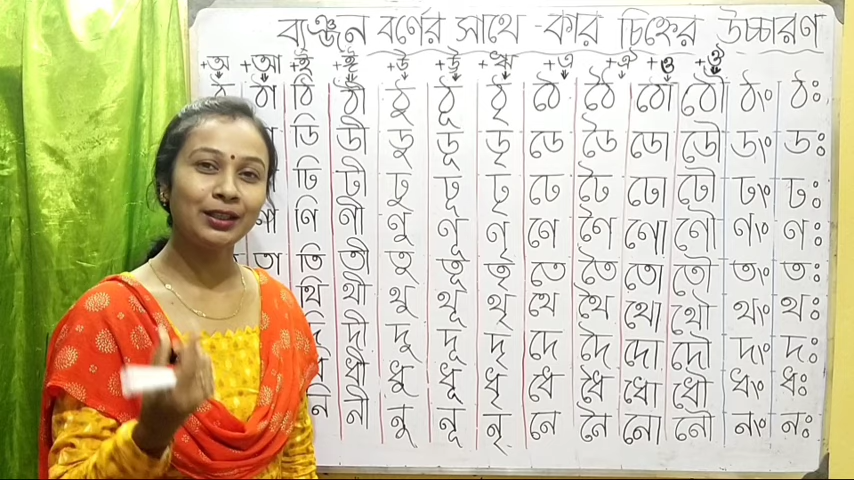 ব্যঞ্জন বর্ণের সাথে -কার চিহ্নের উচ্চারণ
+অ +আ +ই +ঈ +উ +ঊ +ঋ +এ +ঐ +ও +ঔ
ঠ ঠা ঠি ঠী ঠু ঠূ ঠৃ ঠে ঠৈ ঠো ঠৌ ঠং ঠঃ
ডি ডী ডু ডূ ডৃ ডে ডৈ ডো ডৌ ডং ডঃ
ঢি ঢী ঢু ঢূ ঢৃ ঢে ঢৈ ঢো ঢৌ ঢং ঢঃ
ণা ণি ণী ণু ণূ ণৃ ণে ণৈ ণো ণৌ ণং ণঃ
তা তি তী তু তূ তৃ তে তৈ তো তৌ তং তঃ
থি থী থু থূ থৃ থে থৈ থো থৌ থং থঃ
দি দী দু দূ দৃ দে দৈ দো দৌ দং দঃ
ধী ধু ধূ ধৃ ধে ধৈ ধো ধৌ ধং ধঃ
নি নী নু নূ নৃ নে নৈ নো নৌ নং নঃ